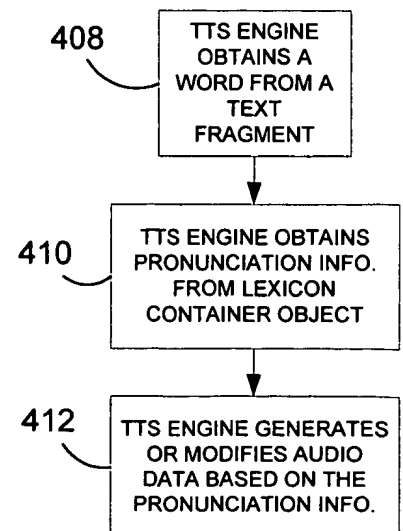 408
TTS ENGINE
OBTAINS A
WORD FROM A
TEXT
FRAGMENT
410
TTS ENGINE OBTAINS
PRONUNCIATION INFO.
FROM LEXICON
CONTAINER OBJECT
412
TTS ENGINE GENERATES
OR MODIFIES AUDIO
DATA BASED ON THE
PRONUNCIATION INFO.